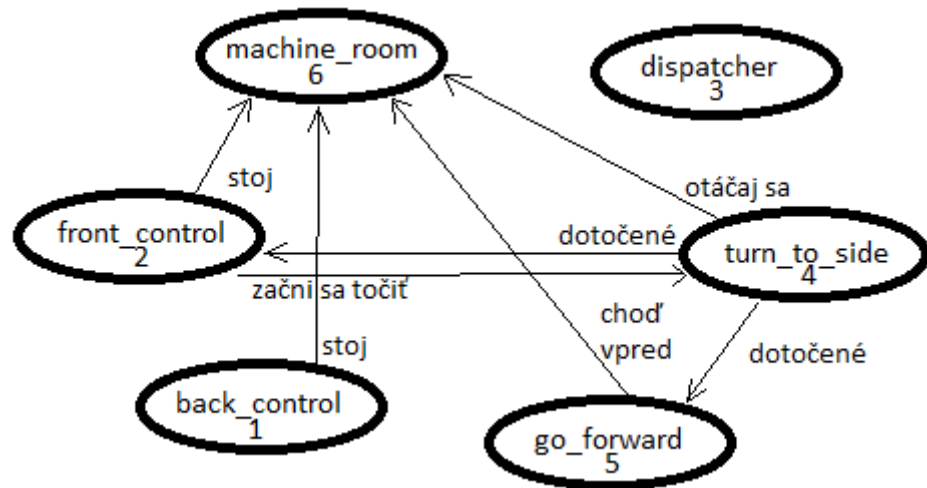 machine_room
6
dispatcher
3
stoj
otáčaj sa
front_control
2
dotočené
turn_to_side
4
začni sa točiť
choď
vpred
stoj
dotočené
back_control
1
go_forward
5